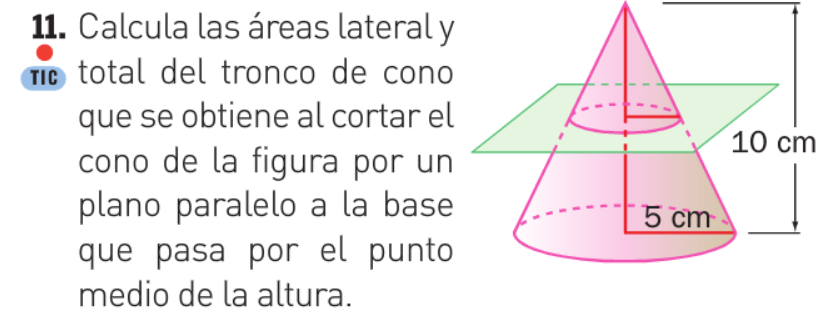 11. Calcula las áreas lateral y
TIC total del tronco de cono
que se obtiene al cortar el
cono de la figura por un
plano paralelo a la base
que pasa por el punto
medio de la altura.
10 cm
5 cm